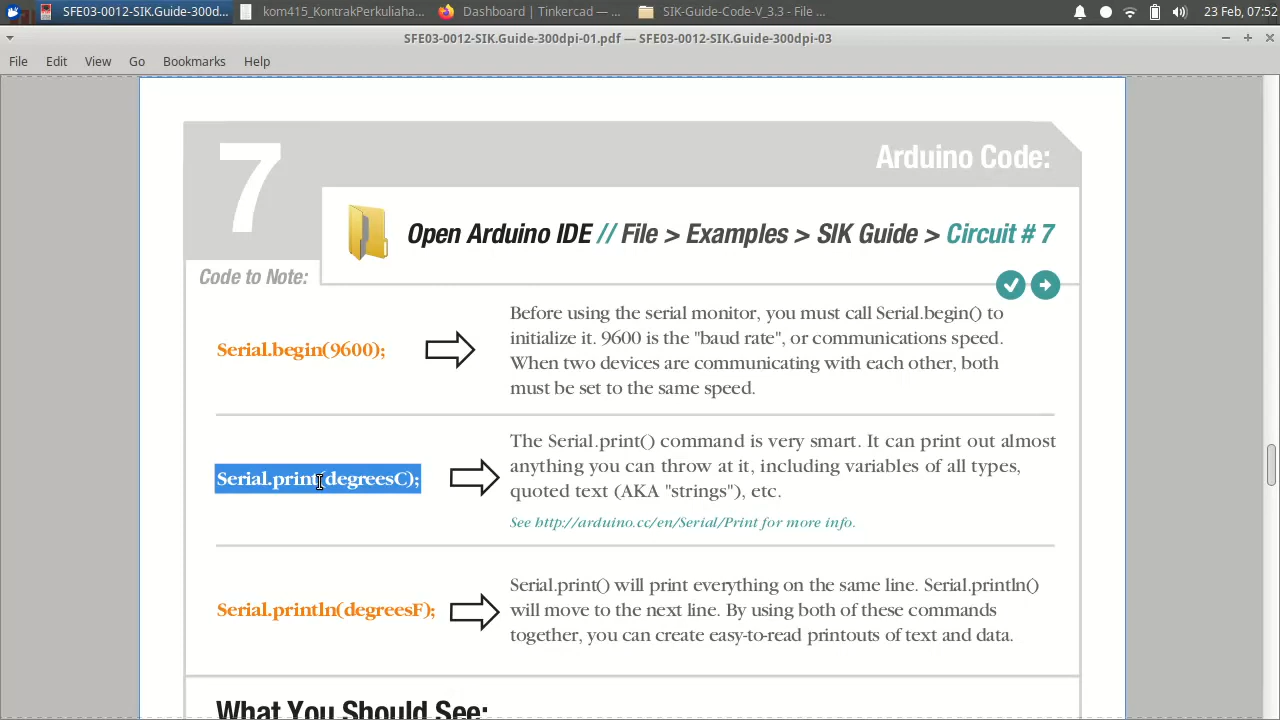 SFE03-0012-SIK.Guide-300d...
kom415_KontrakPerkuliaha...
Dashboard | Tinkercad — ...
SIK-Guide-Code-V_3.3 - File ...
23 Feb, 07:52
SFE03-0012-SIK.Guide-300dpi-01.pdf — SFE03-0012-SIK.Guide-300dpi-03
File Edit View Go Bookmarks Help
7
Arduino Code:
Open Arduino IDE // File > Examples > SIK Guide > Circuit # 7
Code to Note:
Serial.begin(9600);
Before using the serial monitor, you must call Serial.begin() to
initialize it. 9600 is the "baud rate", or communications speed.
When two devices are communicating with each other, both
must be set to the same speed.
Serial.print(degreesC);
The Serial.print() command is very smart. It can print out almost
anything you can throw at it, including variables of all types,
quoted text (AKA "strings"), etc.
See http://arduino.cc/en/Serial/Print for more info.
Serial.println(degreesF);
Serial.print() will print everything on the same line. Serial.println()
will move to the next line. By using both of these commands
together, you can create easy-to-read printouts of text and data.
What You Should See: